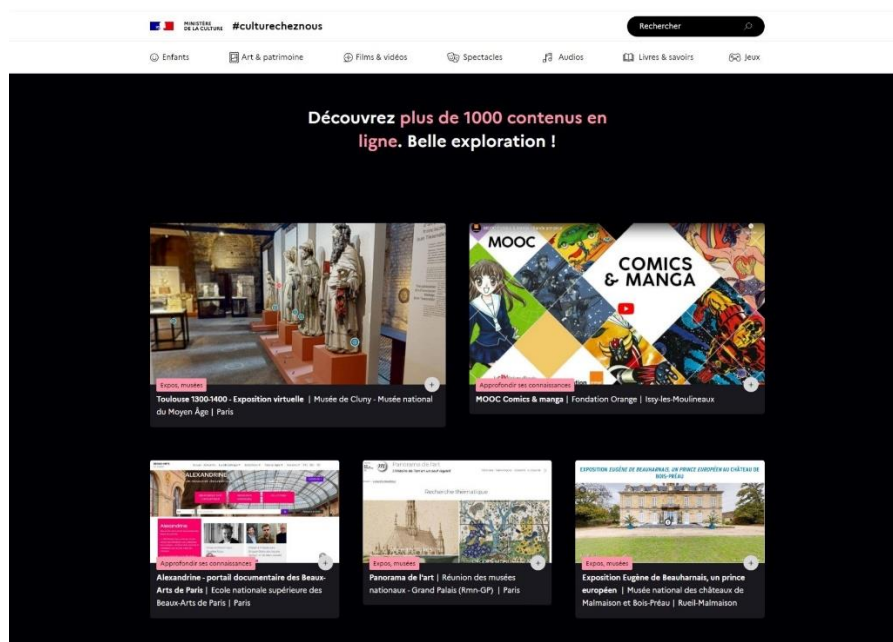 MINISTÈRE
DE LA CULTURE
#culturecheznous
Rechercher
Enfants
Art & patrimoine
Films & vidéos
Spectacles
Audios
Livres & savoirs
Jeux
Découvrez plus de 1000 contenus en
ligne. Belle exploration !
MOOC
COMICS
& MANGA
Expos, musées
Toulouse 1300-1400 - Exposition virtuelle | Musée de Cluny - Musée national
du Moyen Âge | Paris
Approfondir ses connaissances
MOOC Comics & manga | Fondation Orange | Issy-les-Moulineaux
ALEXANDRINE
Alexandrine
Approfondir ses connaissances
Alexandrine - portail documentaire des Beaux-
Arts de Paris | Ecole nationale supérieure des
Beaux-Arts de Paris | Paris
Panorama de l'art
Recherche thématique
Expos, musées
Panorama de l'art | Réunion des musées
nationaux - Grand Palais (Rmn-GP) | Paris
EXPOSITION EUGÈNE DE BEAUHARNAIS, UN PRINCE EUROPÉEN AU CHÂTEAU DE
BOIS-PRÉAU
Expos, musées
Exposition Eugène de Beauharnais, un prince
européen | Musée national des châteaux de
Malmaison et Bois-Préau | Rueil-Malmaison